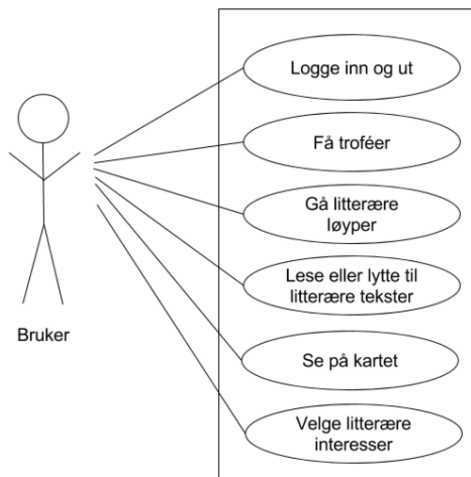 Logge inn og ut
Få troféer
Gå litterære
løyper
Lese eller lytte til
litterære tekster
Bruker
Se på kartet
Velge litterære
interesser